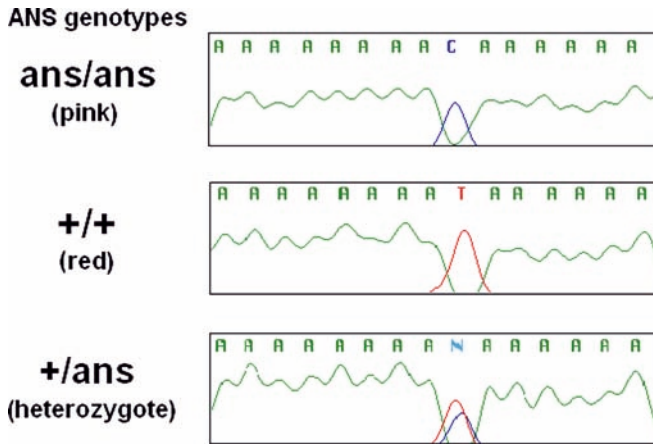 ANS genotypes
ans/ans
(pink)
A A A A A A A A C A A A A A A
+/+
(red)
A A A A A A A A T A A A A A A
+/ans
(heterozygote)
A A A A A A A A N A A A A A A